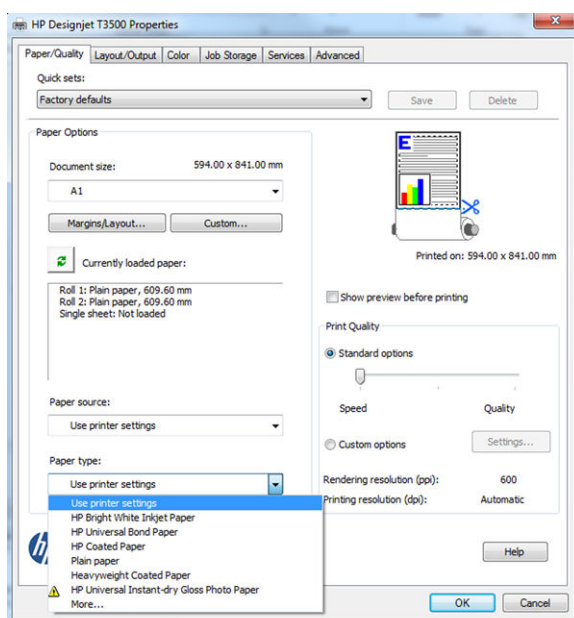 HP Designjet T3500 Properties
Paper/Quality Layout/Output Color Job Storage Services Advanced
Quick sets:
Factory defaults
Save Delete
Paper Options
Document size: 594.00 x 841.00 mm
A1
Margins/Layout... Custom...
Currently loaded paper:
Roll 1: Plain paper, 609.60 mm
Roll 2: Plain paper, 609.60 mm
Single sheet: Not loaded
Paper source:
Use printer settings
Paper type:
Use printer settings
Use printer settings
HP Bright White Inkjet Paper
HP Universal Bond Paper
HP Coated Paper
Plain paper
Heavyweight Coated Paper
HP Universal Instant-dry Gloss Photo Paper
More...
E
Printed on: 594.00 x 841.00 mm
Show preview before printing
Print Quality
Standard options
Speed Quality
Custom options Settings...
Rendering resolution (ppi): 600
Printing resolution (dpi): Automatic
hp
Help
OK Cancel